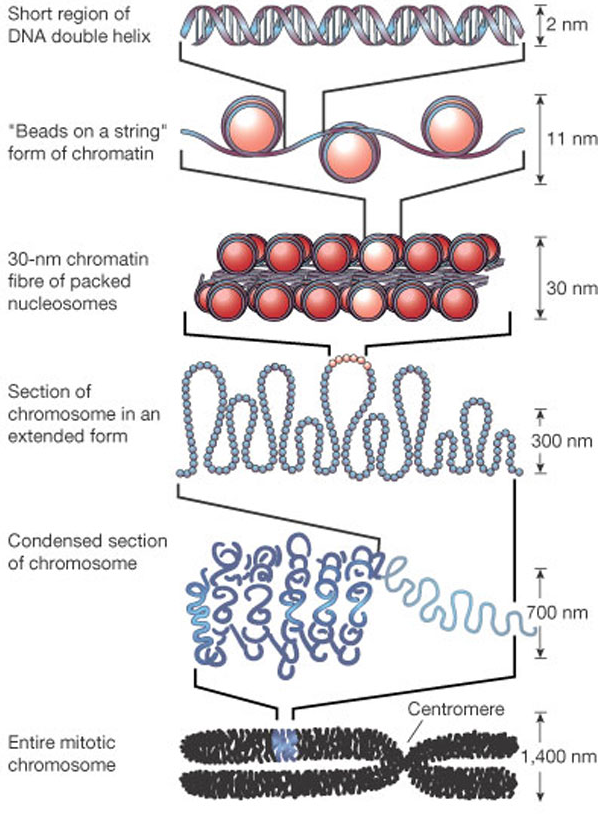 Short region of
DNA double helix
2 nm
"Beads on a string"
form of chromatin
11 nm
30-nm chromatin
fibre of packed
nucleosomes
30 nm
Section of
chromosome in an
extended form
300 nm
Condensed section
of chromosome
700 nm
Centromere
Entire mitotic
chromosome
1,400 nm